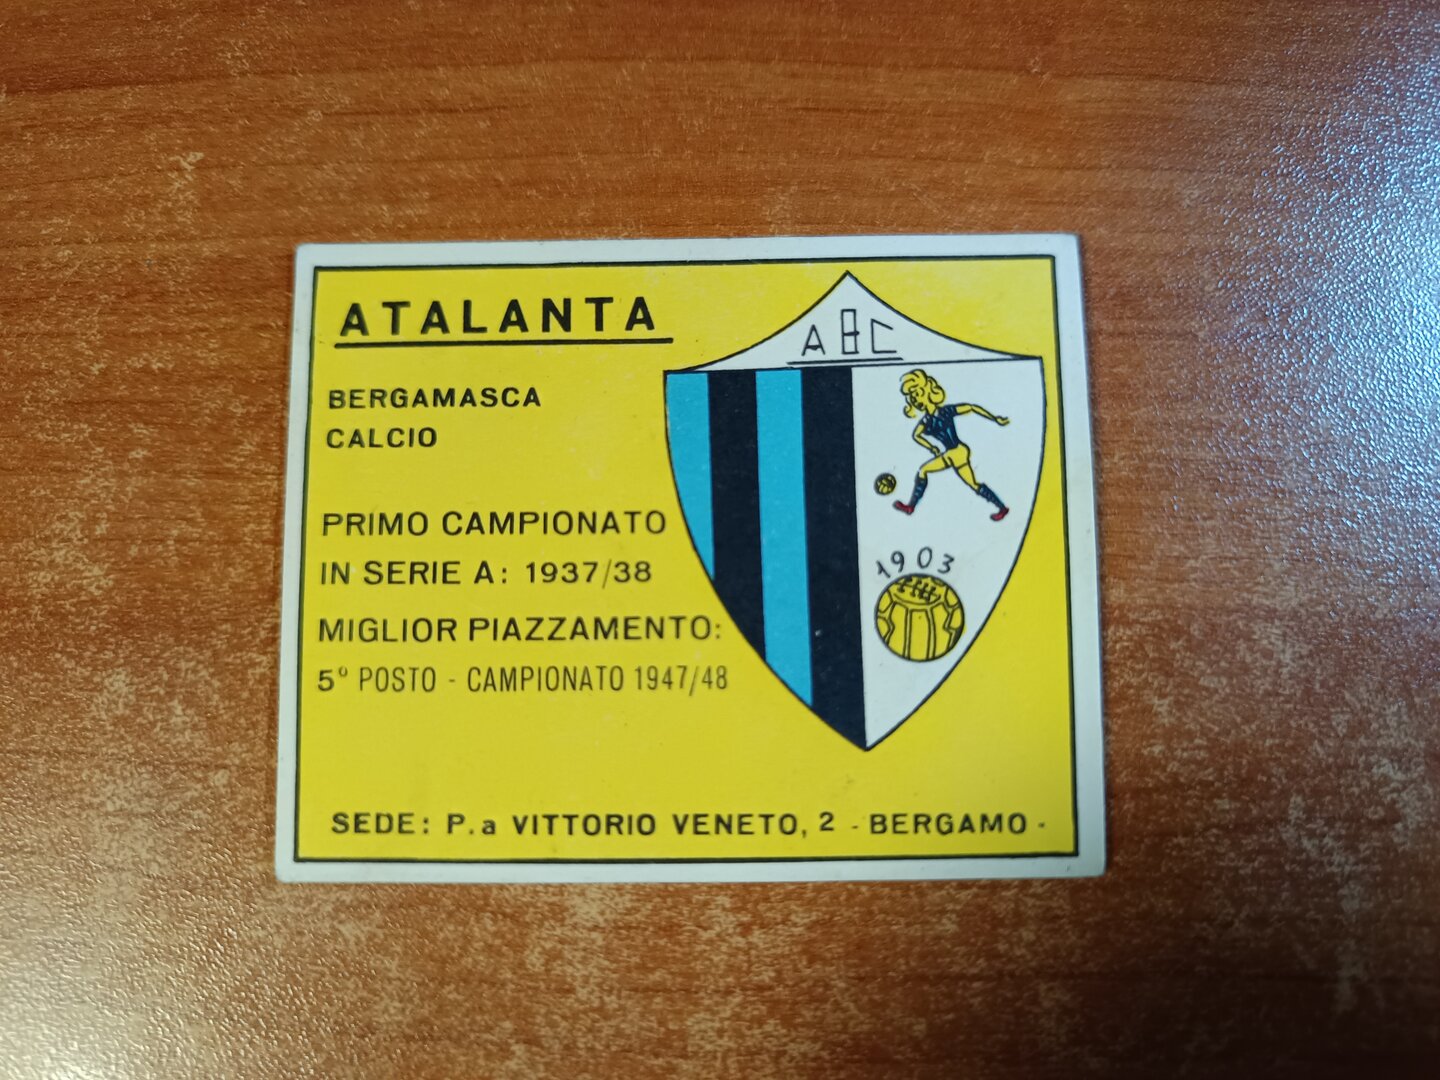 ATALANTA
BERGAMASCA
CALCIO
PRIMO CAMPIONATO
IN SERIE A: 1937/38
MIGLIOR PIAZZAMENTO:
5º POSTO - CAMPIONATO 1947/48
SEDE: P.a VITTORIO VENETO, 2 - BERGAMO -
ABC
1903